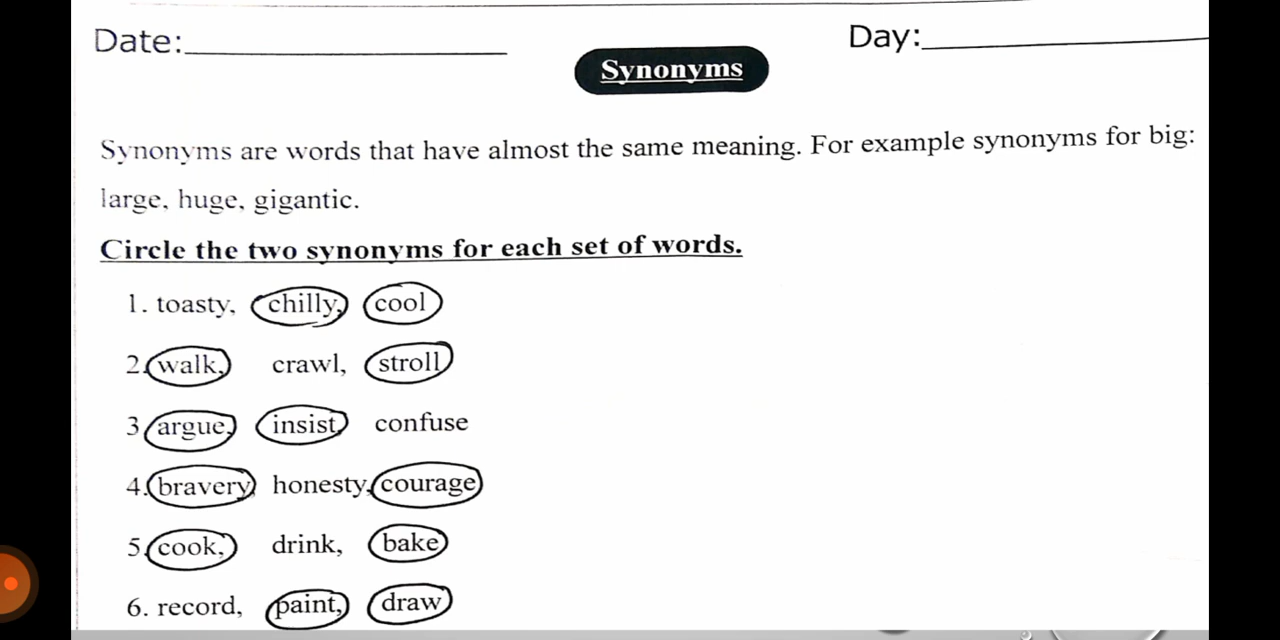 Date:____________________ Day:____________________
Synonyms
Synonyms are words that have almost the same meaning. For example synonyms for big:
large, huge, gigantic.
Circle the two synonyms for each set of words.
1. toasty, chilly, cool
2. walk, crawl, stroll
3 argue, insist, confuse
4. bravery, honesty, courage
5. cook, drink, bake
6. record, paint, draw